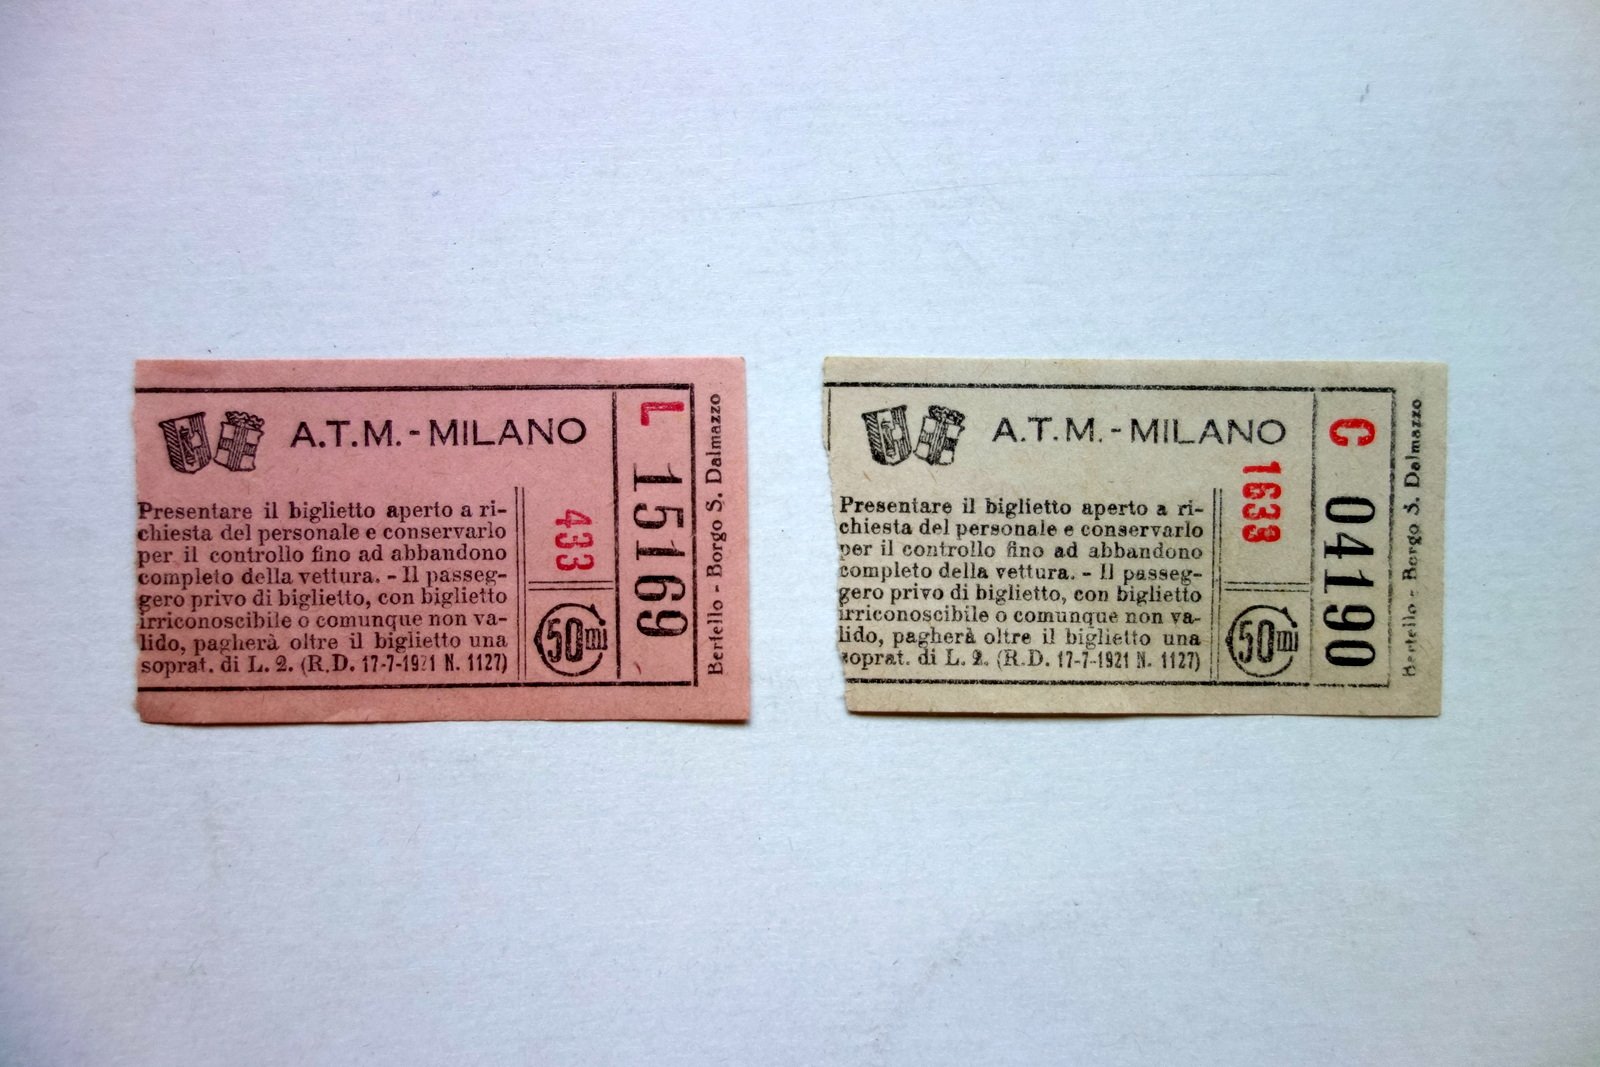 A.T.M. - MILANO
Presentare il biglietto aperto a ri-
chiesta del personale e conservarlo
per il controllo fino ad abbandono
completo della vettura. - Il passeg-
gero privo di biglietto, con biglietto
irriconoscibile o comunque non va-
lido, pagherà oltre il biglietto una
soprat. di L. 2. (R.D. 17-7-1921 N. 1127)
433
50 mi
L 15169
Bertello - Borgo S. Dalmazzo
A.T.M. - MILANO
Presentare il biglietto aperto a ri-
chiesta del personale e conservarlo
per il controllo fino ad abbandono
completo della vettura. - Il passeg-
gero privo di biglietto, con biglietto
irriconoscibile o comunque non va-
lido, pagherà oltre il biglietto una
soprat. di L. 2. (R.D. 17-7-1921 N. 1127)
1638
50 mi
C 04190
Bertello - Borgo S. Dalmazzo